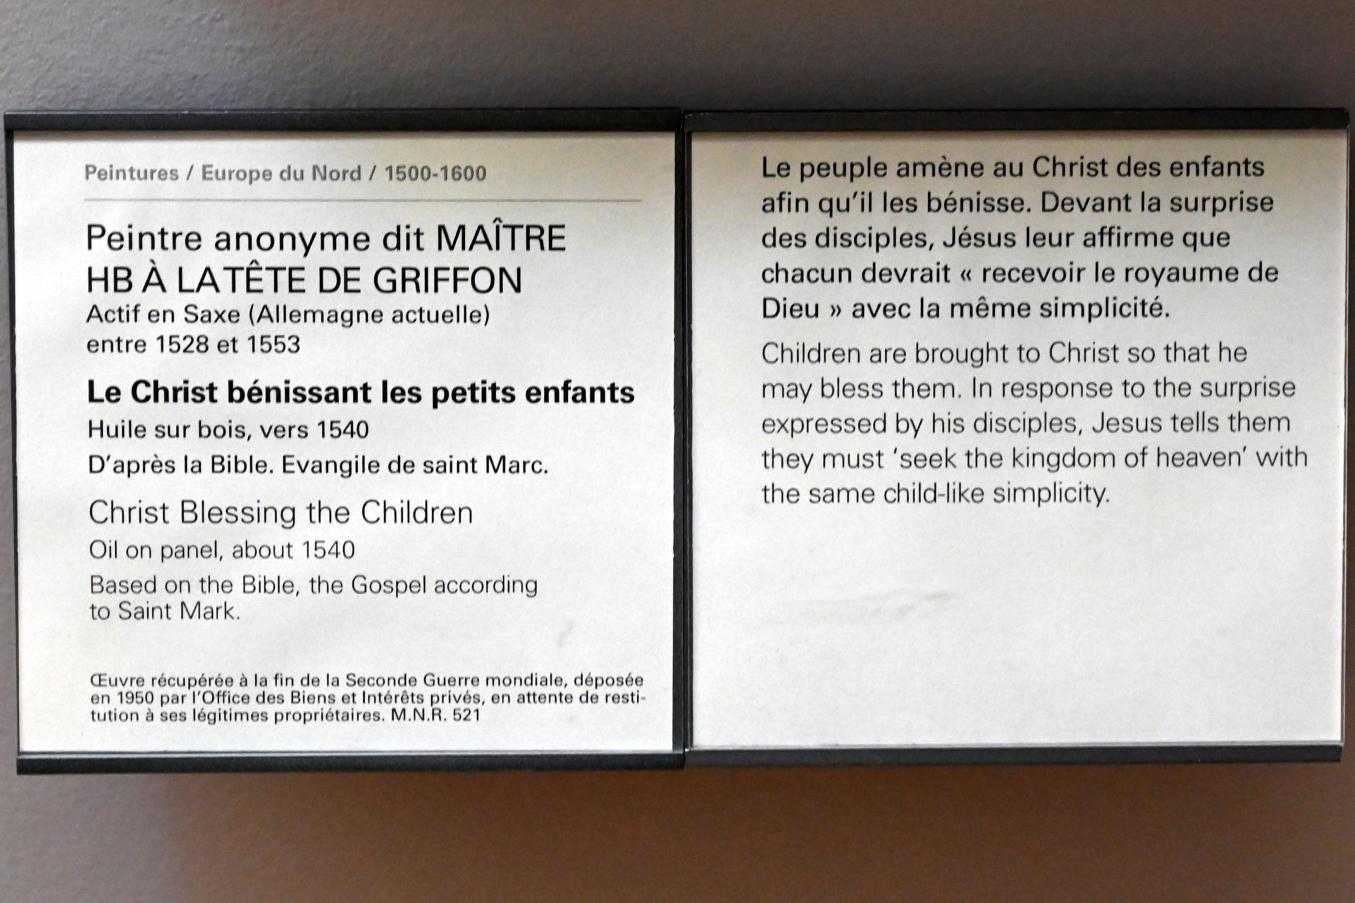 Peintures / Europe du Nord / 1500-1600
Peintre anonyme dit MAÎTRE
HB À LA TÊTE DE GRIFFON
Actif en Saxe (Allemagne actuelle)
entre 1528 et 1553
Le Christ bénissant les petits enfants
Huile sur bois, vers 1540
D'après la Bible. Evangile de saint Marc.
Christ Blessing the Children
Oil on panel, about 1540
Based on the Bible, the Gospel according
to Saint Mark.
Œuvre récupérée à la fin de la Seconde Guerre mondiale, déposée
en 1950 par l'Office des Biens et Intérêts privés, en attente de resti-
tution à ses légitimes propriétaires. M.N.R. 521
Le peuple amène au Christ des enfants
afin qu'il les bénisse. Devant la surprise
des disciples, Jésus leur affirme que
chacun devrait « recevoir le royaume de
Dieu » avec la même simplicité.
Children are brought to Christ so that he
may bless them. In response to the surprise
expressed by his disciples, Jesus tells them
they must 'seek the kingdom of heaven' with
the same child-like simplicity.